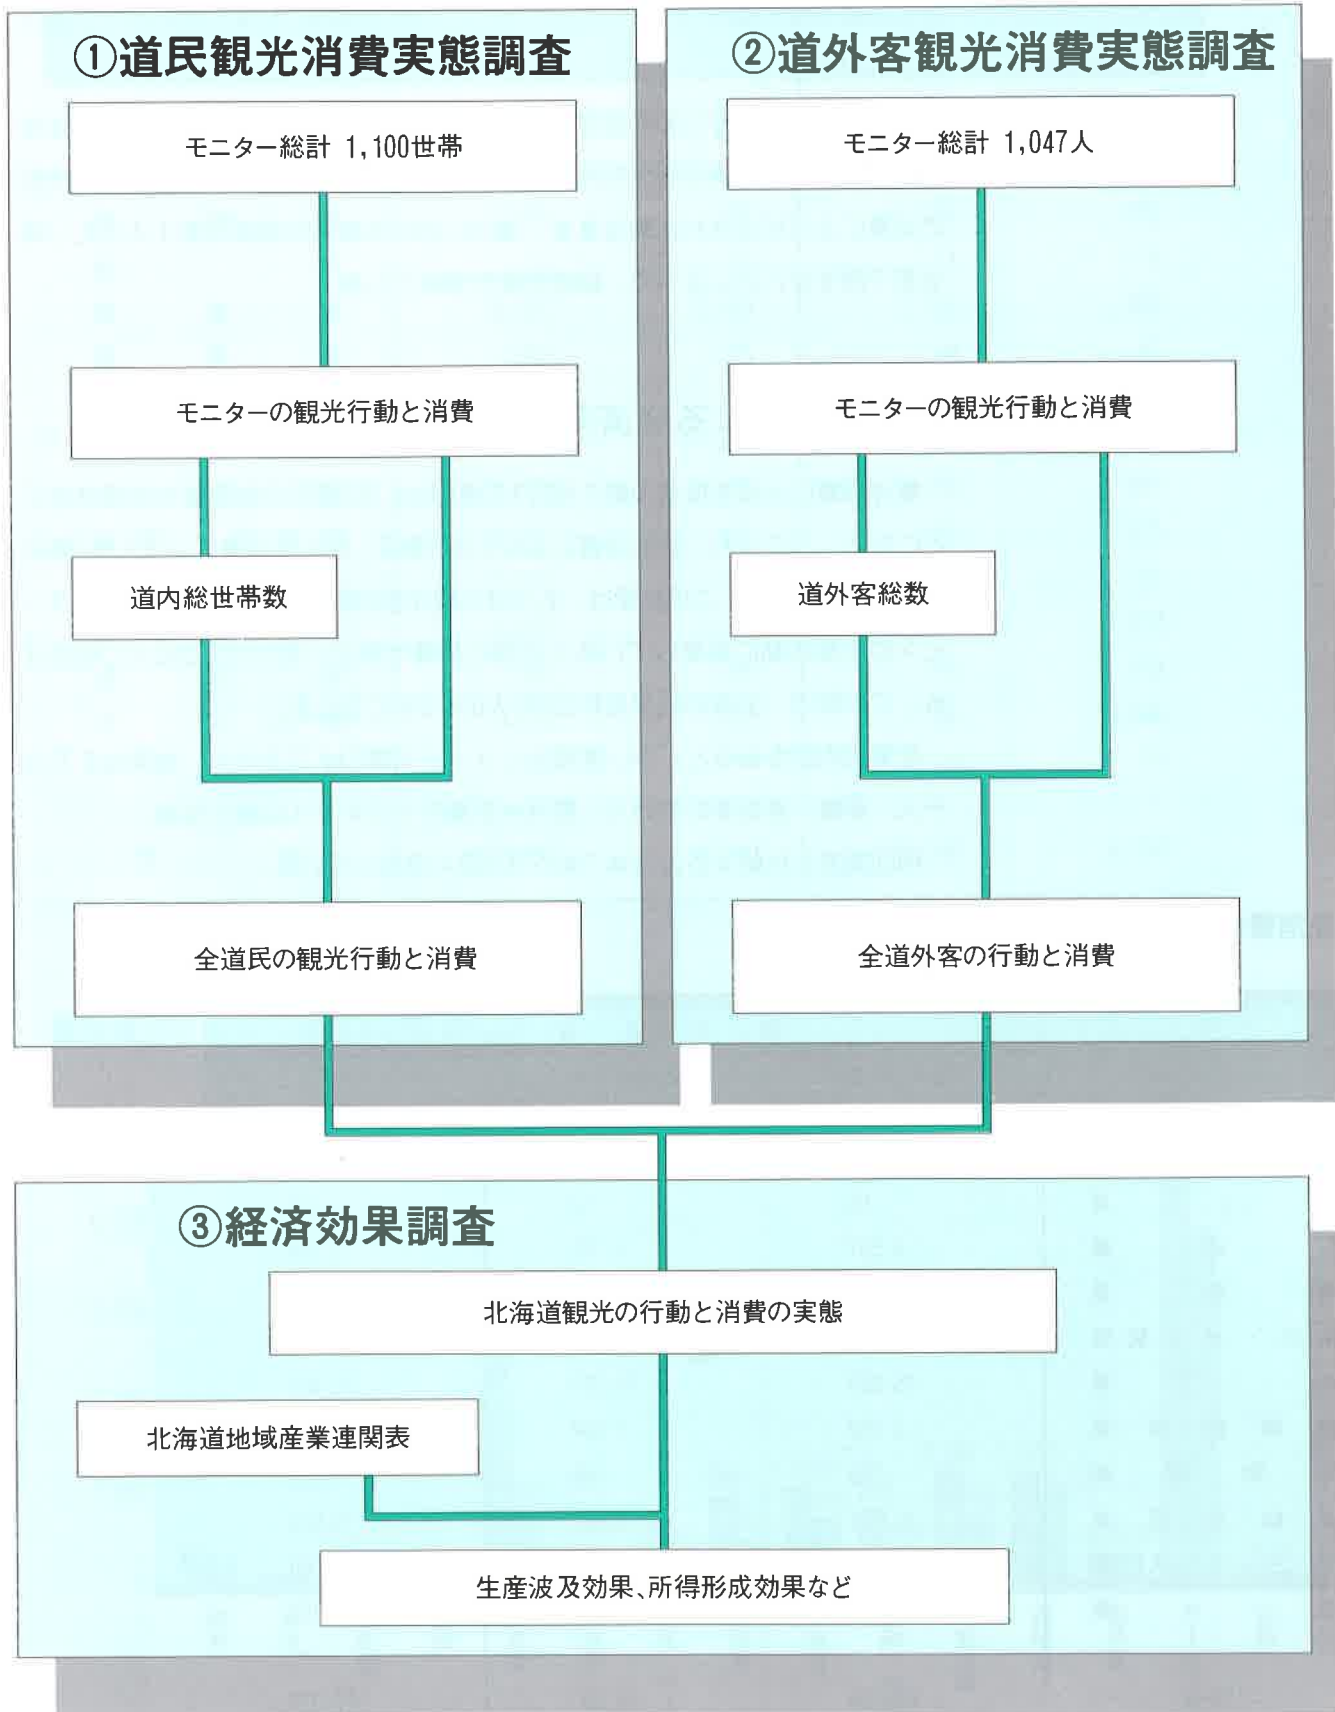 ①道民観光消費実態調査
モニター総計 1,100世帯
モニターの観光行動と消費
道内総世帯数
全道民の観光行動と消費
②道外客観光消費実態調査
モニター総計 1,047人
モニターの観光行動と消費
道外客総数
全道外客の行動と消費
③経済効果調査
北海道観光の行動と消費の実態
北海道地域産業連関表
生産波及効果、所得形成効果など